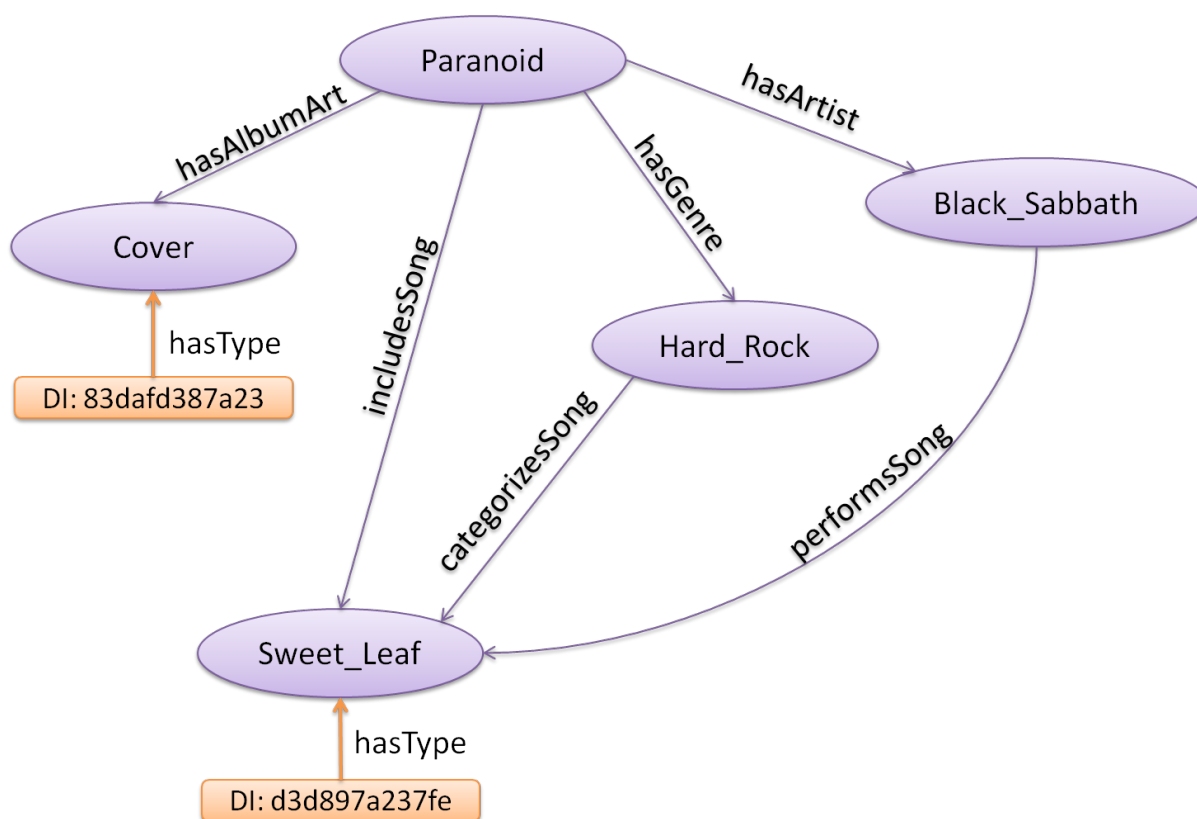 Paranoid
hasAlbumArt
hasArtist
hasGenre
Black_Sabbath
Cover
includesSong
hasType
Hard_Rock
DI: 83dafd387a23
categorizesSong
performsSong
Sweet_Leaf
hasType
DI: d3d897a237fe